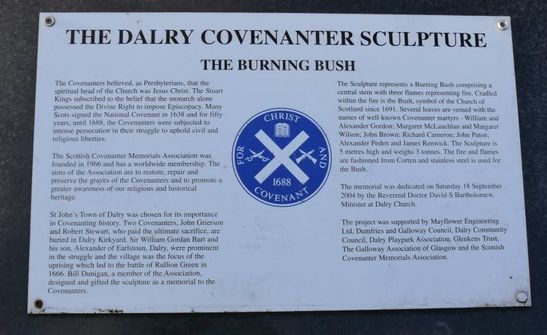 THE DALRY COVENANTER SCULPTURE
THE BURNING BUSH
The Covenanters believed, as Presbyterians, that the
spiritual head of the Church was Jesus Christ. The Stuart
Kings subscribed to the belief that the monarch alone
possessed the Divine Right to impose Episcopacy. Many
Scots signed the National Covenant in 1638 and for fifty
years, until 1688, the Covenanters were subjected to
intense persecution in their struggle to uphold civil and
religious liberties.
The Scottish Covenanter Memorials Association was
founded in 1966 and has a worldwide membership. The
aims of the Association are to restore, repair and
preserve the graves of the Covenanters and to promote a
greater awareness of our religious and historical
heritage.
St John's Town of Dalry was chosen for its importance
in Covenanting history. Two Covenanters, John Grierson
and Robert Stewart, who paid the ultimate sacrifice, are
buried in Dalry Kirkyard. Sir William Gordan Bart and
his son, Alexander of Earlstoun, Dalry, were prominent
in the struggle and the village was the focus of the
uprising which led to the battle of Rullion Green in
1666. Bill Dunigan, a member of the Association,
designed and gifted the sculpture as a memorial to the
Covenanters.
FOR CHRIST AND
COVENANT
1688
The Sculpture represents a Burning Bush comprising a
central stem with three flames representing fire. Cradled
within the fire is the Bush, symbol of the Church of
Scotland since 1691. Several leaves are veined with the
names of well-known Covenanter martyrs - William and
Alexander Gordon; Margaret McLauchlan and Margaret
Wilson; John Brown; Richard Cameron; John Paton;
Alexander Peden and James Renwick. The Sculpture is
5 metres high and weighs 3 tonnes. The fire and flames
are fashioned from Corten and stainless steel is used for
the Bush.
The memorial was dedicated on Saturday 18 September
2004 by the Reverend Doctor David S Bartholomew,
Minister at Dalry Church.
The project was supported by Mayflower Engineering
Ltd, Dumfries and Galloway Council, Dalry Community
Council, Dalry Playpark Association, Glenkens Trust,
The Galloway Association of Glasgow and the Scottish
Covenanter Memorials Association.